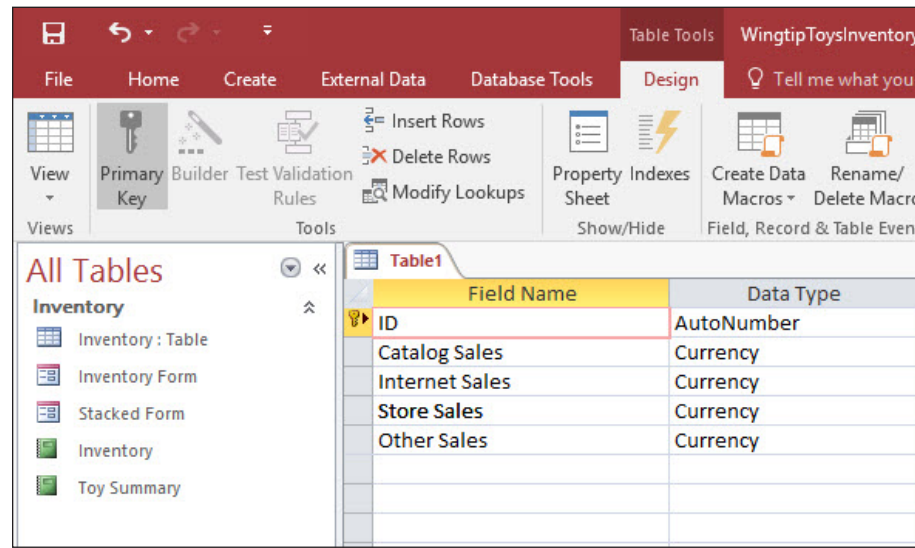 Table Tools WingtipToysInventory
File Home Create External Data Database Tools Design Tell me what you
View
Primary Key
Builder
Test Validation Rules
Insert Rows
Delete Rows
Modify Lookups
Property Sheet
Indexes
Create Data Macros
Rename/ Delete Macro
Views Tools Show/Hide Field, Record & Table Even
All Tables «
Inventory
Inventory : Table
Inventory Form
Stacked Form
Inventory
Toy Summary
Table1
Field Name Data Type
ID AutoNumber
Catalog Sales Currency
Internet Sales Currency
Store Sales Currency
Other Sales Currency